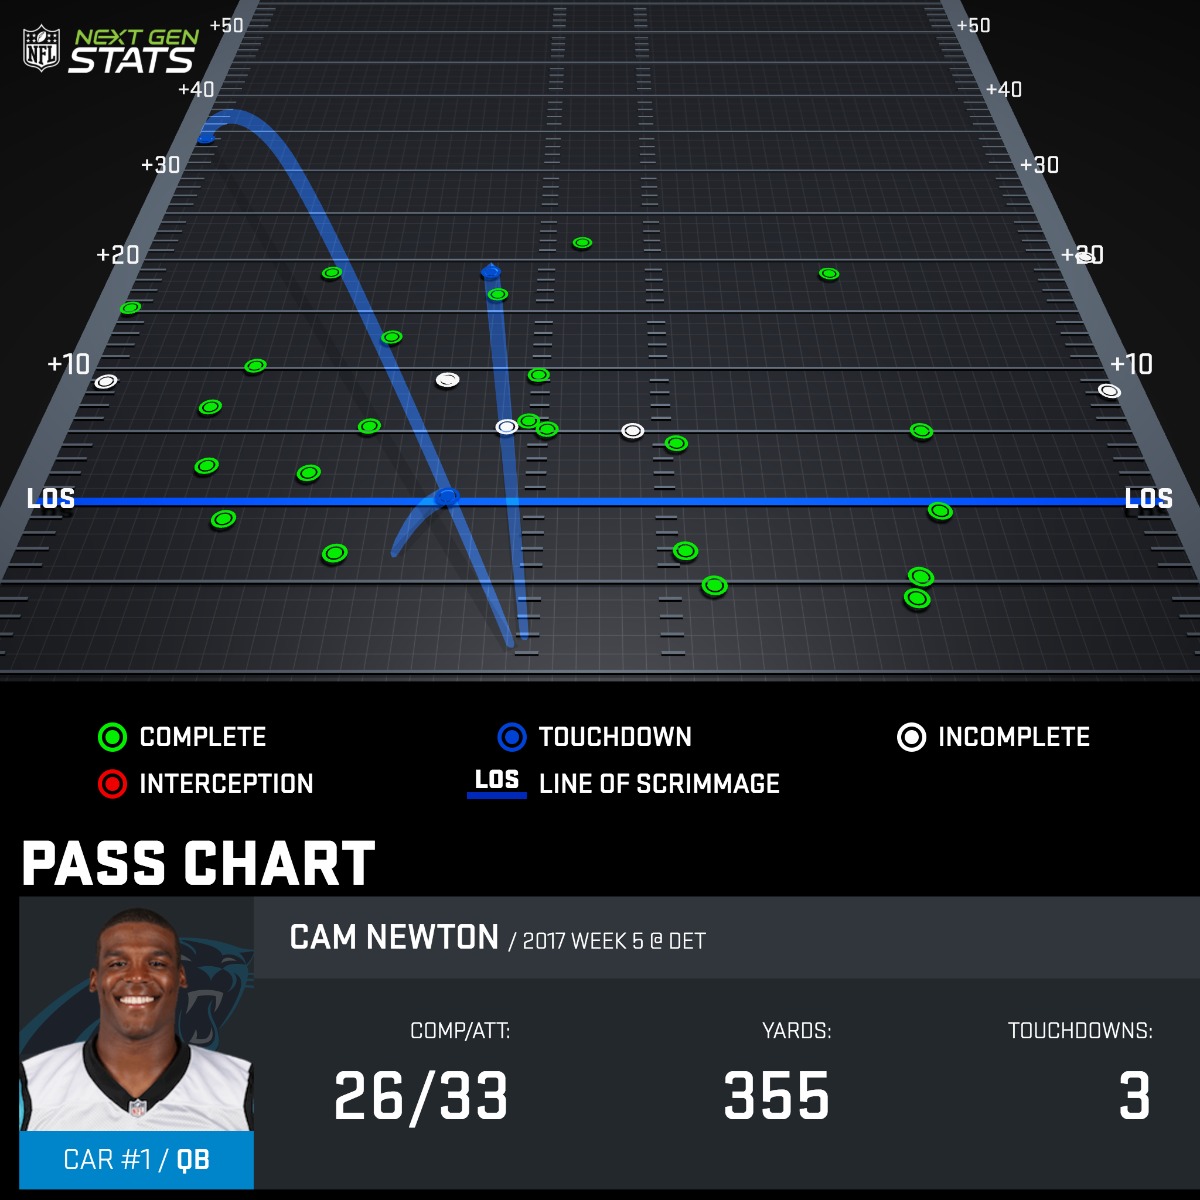 NFL NEXT GEN STATS
+50 +50
+40 +40
+30 +30
+20 +20
+10 +10
LOS LOS
COMPLETE TOUCHDOWN INCOMPLETE
INTERCEPTION LOS LINE OF SCRIMMAGE
PASS CHART
CAM NEWTON / 2017 WEEK 5 @ DET
COMP/ATT: YARDS: TOUCHDOWNS:
26/33 355 3
CAR #1 / QB